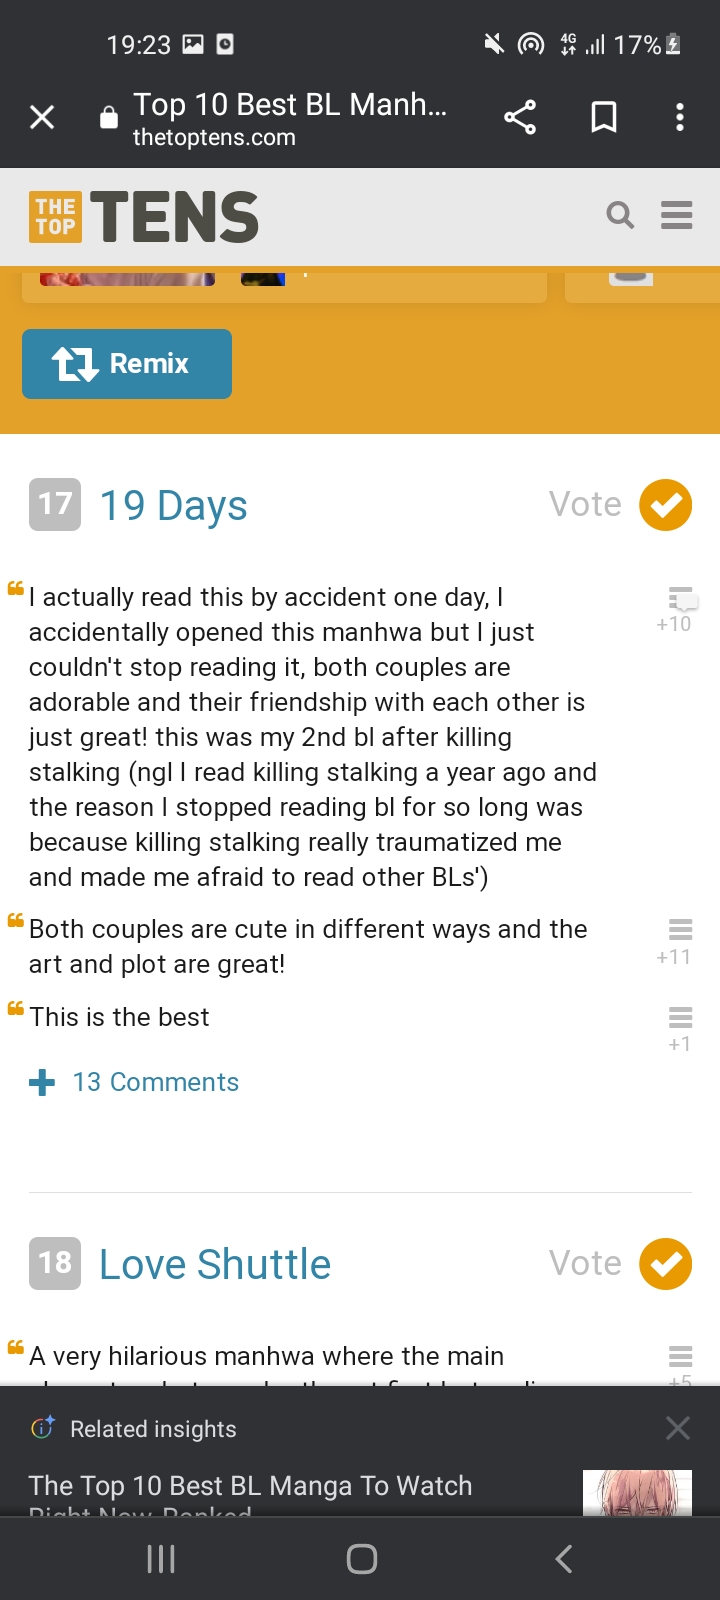 19:23
4G
17%
Top 10 Best BL Manh...
thetoptens.com
THE
TOP
TENS
Remix
17
19 Days
Vote
I actually read this by accident one day, I
+10
accidentally opened this manhwa but I just
couldn't stop reading it, both couples are
adorable and their friendship with each other is
just great! this was my 2nd bl after killing
stalking (ngl I read killing stalking a year ago and
the reason I stopped reading bl for so long was
because killing stalking really traumatized me
and made me afraid to read other BLs')
Both couples are cute in different ways and the
+11
art and plot are great!
This is the best
+1
13 Comments
18
Love Shuttle
Vote
A very hilarious manhwa where the main
+5
Related insights
The Top 10 Best BL Manga To Watch
Right Now, Ranked